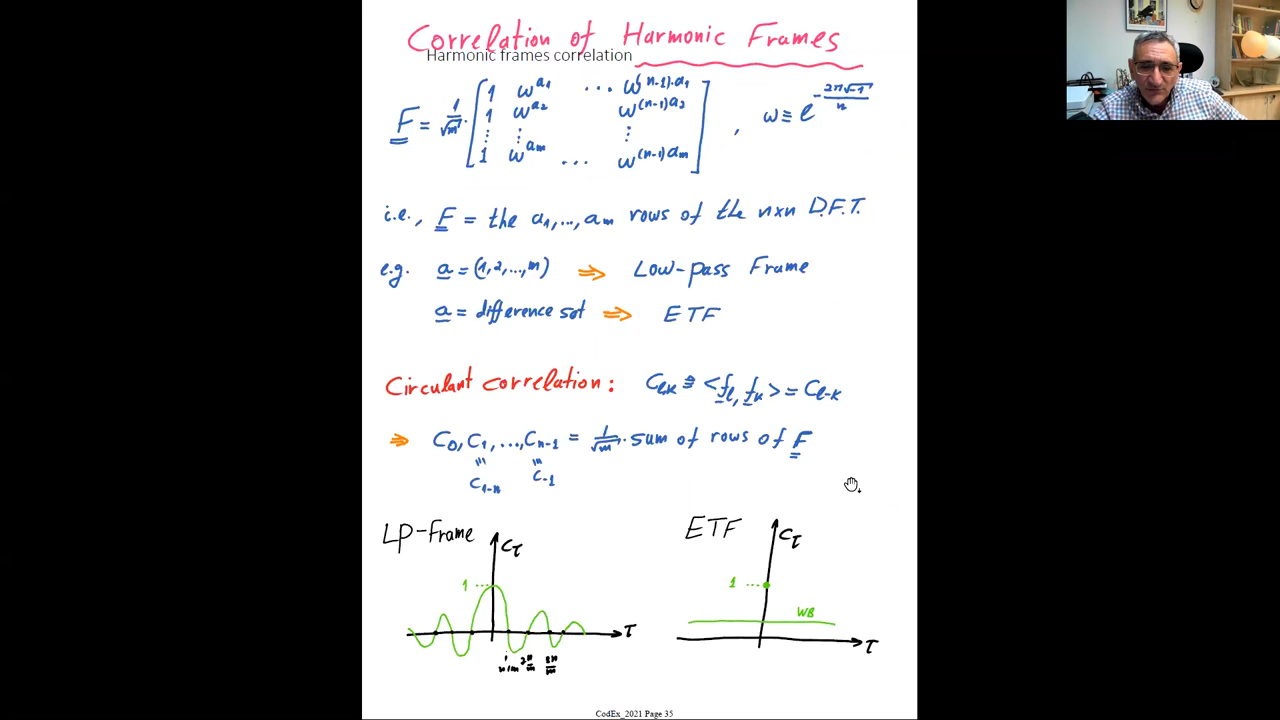 Correlation of Harmonic Frames
Harmonic frames correlation
F = 1/√m · [ 1 ω^a1 ... ω^(n-1)·a1
1 ω^a2 ω^(n-1)a2
⋮ ⋮ ⋮
1 ω^am ... ω^(n-1)am ] , ω ≡ e^(-2π√-1/n)
i.e., F = the a1,...,am rows of the n×n D.F.T.
e.g. a = (1,2,...,m) ⇒ Low-pass Frame
a = difference set ⇒ ETF
Circulant correlation: Cl,k ≜ <fl, fk> = Cl-k
⇒ C0, C1, ..., Cn-1 = 1/√m · sum of rows of F
C1-n C-1
LP-Frame Cτ
1
τ
n/m 2n/m 3n/m
ETF Cτ
1
WB
τ
CodEx_2021 Page 35